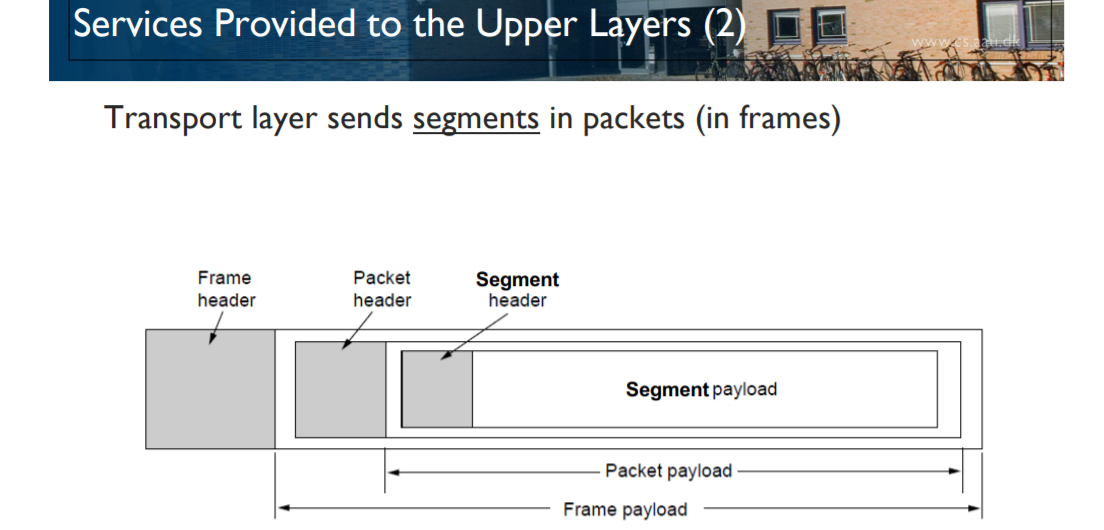 Services Provided to the Upper Layers (2)
www.cs.aau.dk
Transport layer sends segments in packets (in frames)
Frame
header
Packet
header
Segment
header
Segment payload
Packet payload
Frame payload